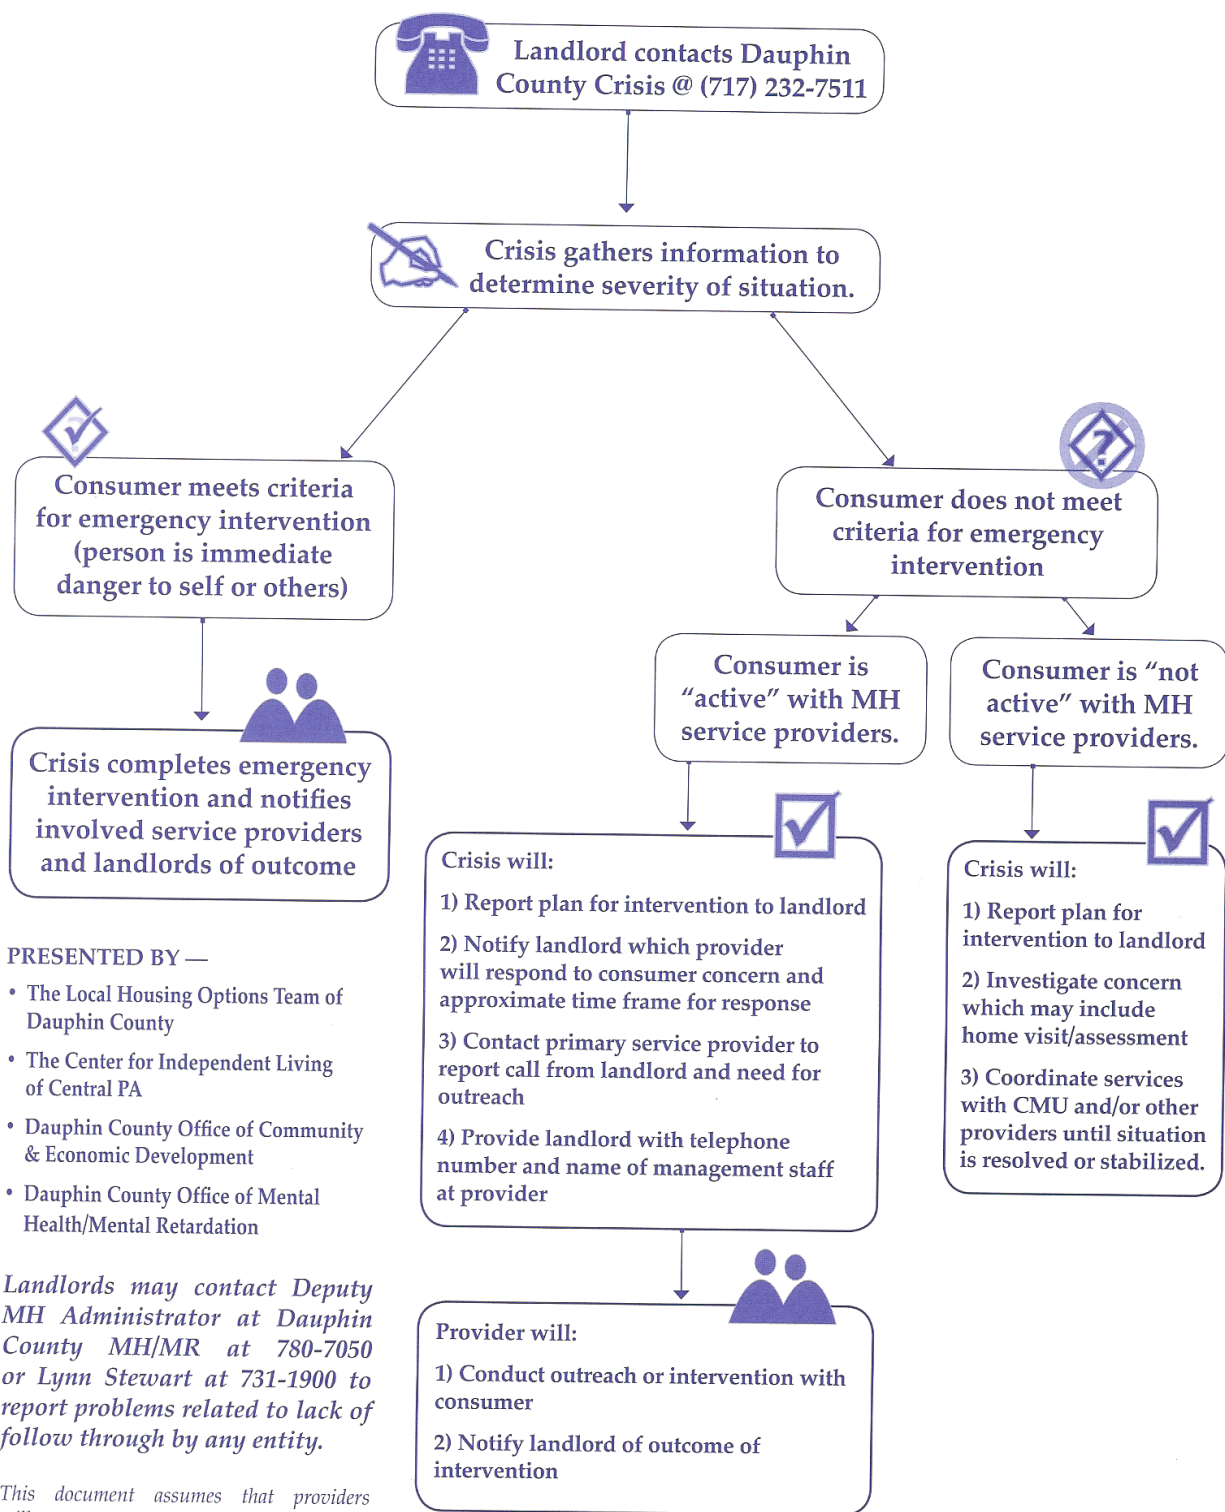 Landlord contacts Dauphin
County Crisis @ (717) 232-7511
Crisis gathers information to
determine severity of situation.
Consumer meets criteria
for emergency intervention
(person is immediate
danger to self or others)
?
Consumer does not meet
criteria for emergency
intervention
Consumer is
“active” with MH
service providers.
Consumer is “not
active” with MH
service providers.
Crisis completes emergency
intervention and notifies
involved service providers
and landlords of outcome
Crisis will:
1) Report plan for intervention to landlord
2) Notify landlord which provider
will respond to consumer concern and
approximate time frame for response
3) Contact primary service provider to
report call from landlord and need for
outreach
4) Provide landlord with telephone
number and name of management staff
at provider
Crisis will:
1) Report plan for
intervention to landlord
2) Investigate concern
which may include
home visit/assessment
3) Coordinate services
with CMU and/or other
providers until situation
is resolved or stabilized.
Provider will:
1) Conduct outreach or intervention with
consumer
2) Notify landlord of outcome of
intervention
PRESENTED BY —
• The Local Housing Options Team of
Dauphin County
• The Center for Independent Living
of Central PA
• Dauphin County Office of Community
& Economic Development
• Dauphin County Office of Mental
Health/Mental Retardation
Landlords may contact Deputy
MH Administrator at Dauphin
County MH/MR at 780-7050
or Lynn Stewart at 731-1900 to
report problems related to lack of
follow through by any entity.
This document assumes that providers